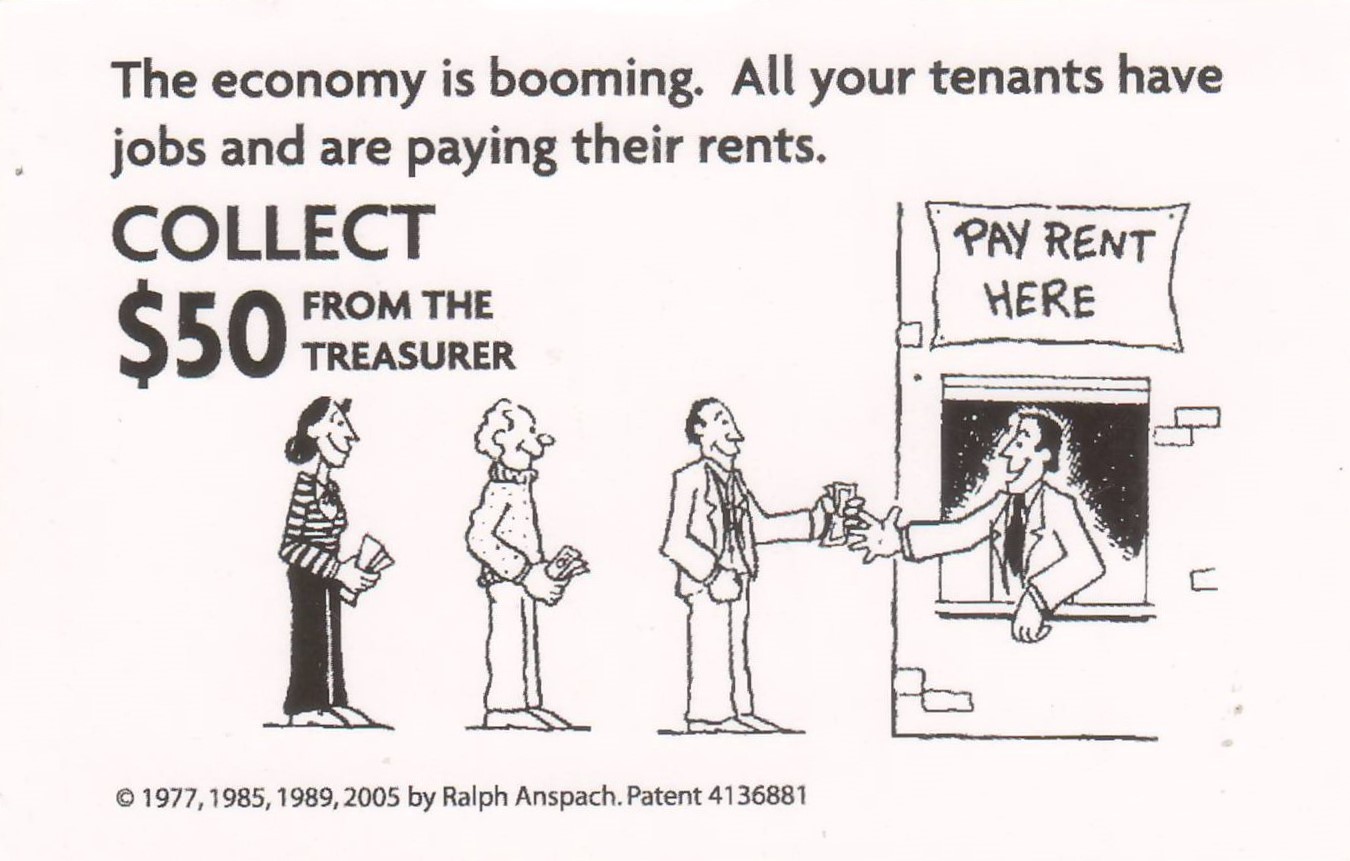 The economy is booming. All your tenants have
jobs and are paying their rents.
COLLECT
$50 FROM THE
TREASURER
PAY RENT
HERE
© 1977, 1985, 1989, 2005 by Ralph Anspach. Patent 4136881